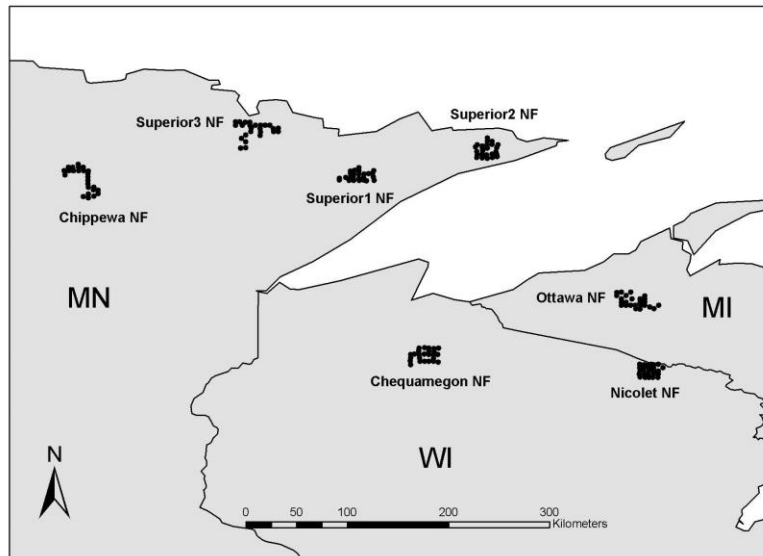 Superior2 NF
Superior3 NF
Superior1 NF
Chippewa NF
MN
Ottawa NF
MI
Chequamegon NF
Nicolet NF
N
WI
0 50 100 200 300
Kilometers